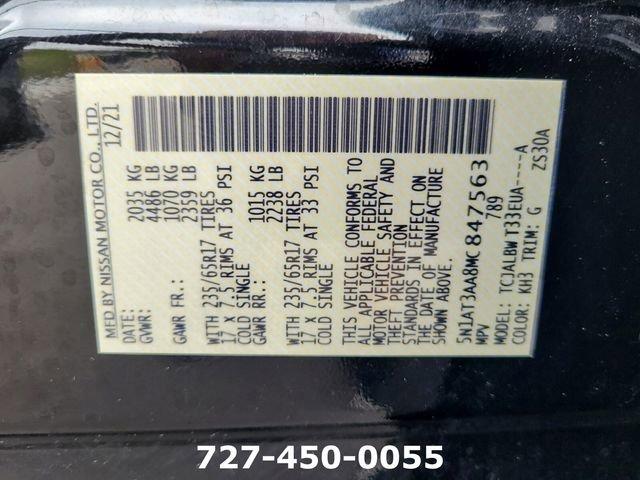 MFD BY NISSAN MOTOR CO., LTD.
DATE: 12/21
GVWR: 2035 KG
4486 LB
GAWR FR.: 1070 KG
2359 LB
WITH 235/65R17 TIRES
17 X 7.5 RIMS AT 36 PSI
COLD SINGLE
GAWR RR.: 1015 KG
2238 LB
WITH 235/65R17 TIRES
17 X 7.5 RIMS AT 33 PSI
COLD SINGLE
THIS VEHICLE CONFORMS TO
ALL APPLICABLE FEDERAL
MOTOR VEHICLE SAFETY AND
THEFT PREVENTION
STANDARDS IN EFFECT ON
THE DATE OF MANUFACTURE
SHOWN ABOVE.
5N1AT3AA8MC847563
MPV 789
MODEL: TCJALBW T33EUA----A
COLOR: KH3 TRIM: G ZS30A
727-450-0055